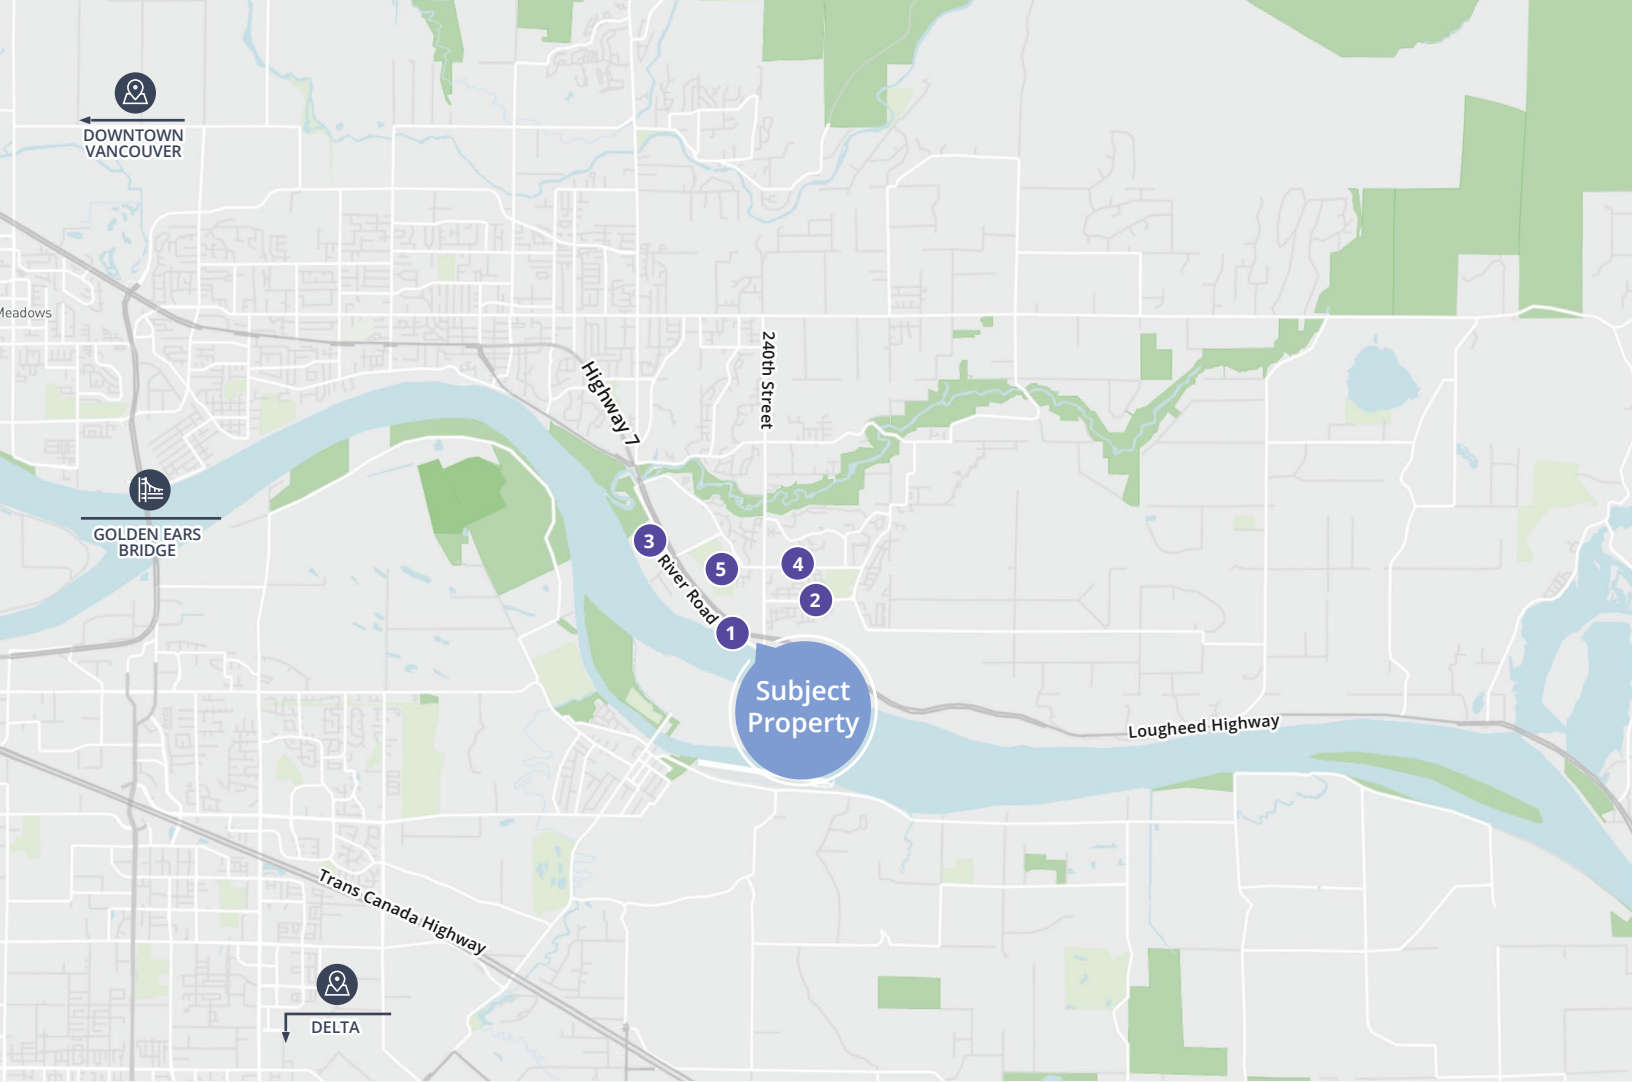 DOWNTOWN
VANCOUVER
Meadows
240th Street
Highway 7
GOLDEN EARS
BRIDGE
3
River Road
5
4
2
1
Subject
Property
Lougheed Highway
Trans Canada Highway
DELTA